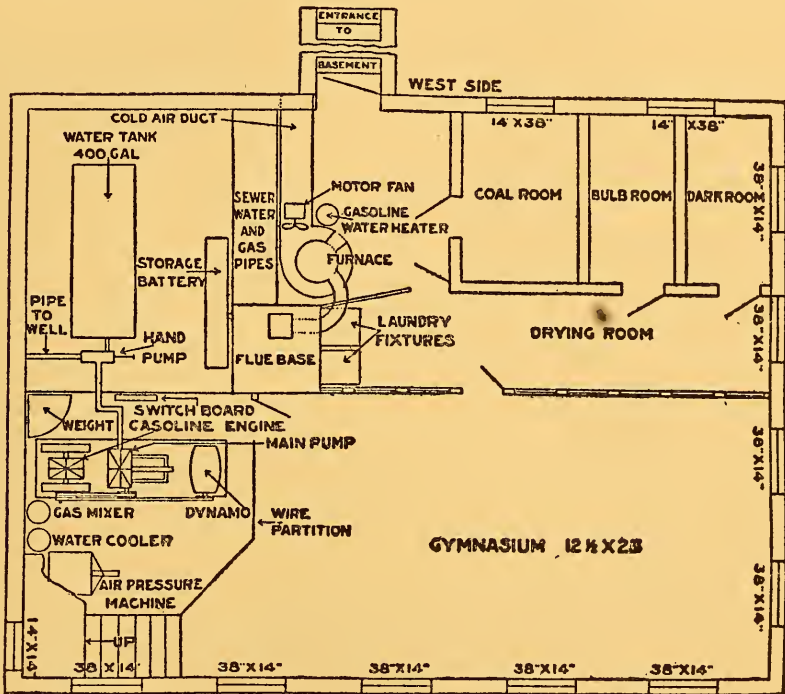 ENTRANCE
TO
BASEMENT
WEST SIDE
COLD AIR DUCT
14"X38"
14" X38"
WATER TANK
400 GAL
SEWER
WATER
AND
GAS
PIPES
MOTOR FAN
GASOLINE
WATER HEATER
FURNACE
COAL ROOM
BULB ROOM
DARK ROOM
38"X14"
STORAGE
BATTERY
PIPE
TO
WELL
HAND
PUMP
FLUE BASE
LAUNDRY
FIXTURES
DRYING ROOM
38"X14"
WEIGHT
SWITCH BOARD
GASOLINE ENGINE
MAIN PUMP
38"X14"
GAS MIXER
DYNAMO
WIRE
PARTITION
WATER COOLER
GYMNASIUM 12½X23
AIR PRESSURE
MACHINE
38"X14"
14"X14"
UP
38"X14"
38"X14"
38"X14"
38"X14"
38"X14"